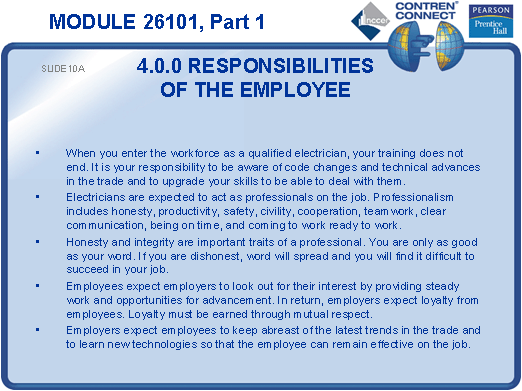 MODULE 26101, Part 1
nccer
CONTREN®
CONNECT
PEARSON
Prentice
Hall
SLIDE 10A
4.0.0 RESPONSIBILITIES
OF THE EMPLOYEE
• When you enter the workforce as a qualified electrician, your training does not
end. It is your responsibility to be aware of code changes and technical advances
in the trade and to upgrade your skills to be able to deal with them.
• Electricians are expected to act as professionals on the job. Professionalism
includes honesty, productivity, safety, civility, cooperation, teamwork, clear
communication, being on time, and coming to work ready to work.
• Honesty and integrity are important traits of a professional. You are only as good
as your word. If you are dishonest, word will spread and you will find it difficult to
succeed in your job.
• Employees expect employers to look out for their interest by providing steady
work and opportunities for advancement. In return, employers expect loyalty from
employees. Loyalty must be earned through mutual respect.
• Employers expect employees to keep abreast of the latest trends in the trade and
to learn new technologies so that the employee can remain effective on the job.